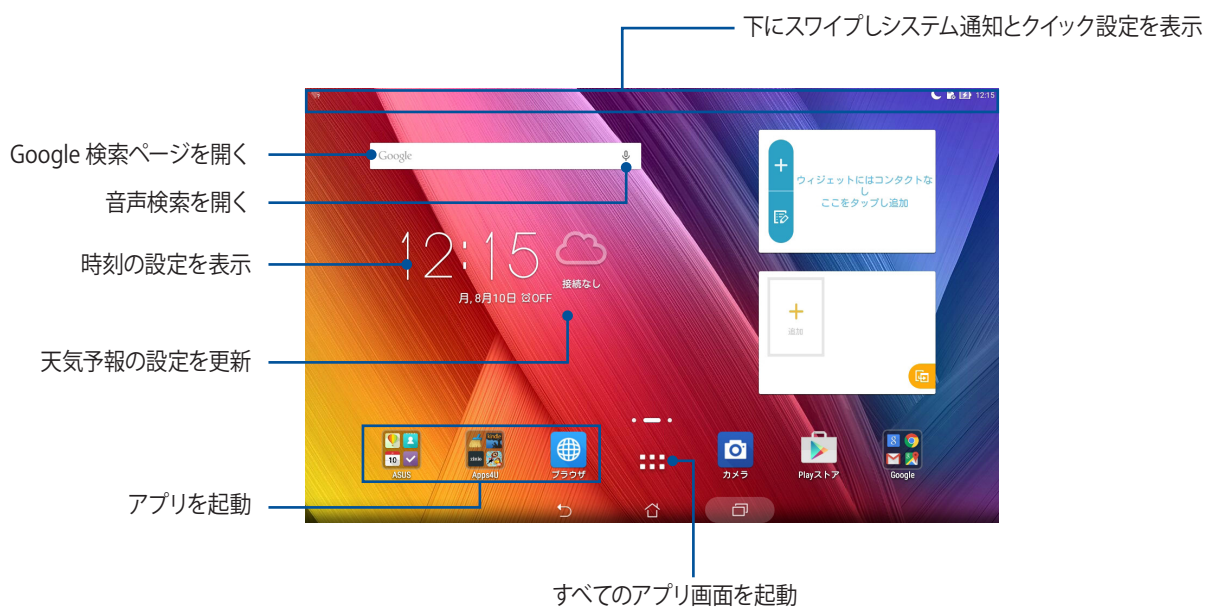 下にスワイプしシステム通知とクイック設定を表示
12:15
Google 検索ページを開く
Google
音声検索を開く
ウィジェットにはコンタクトな
し
ここをタップし追加
時刻の設定を表示
12:15
接続なし
月, 8月10日 OFF
追加
天気予報の設定を更新
10
kindle
8
ASUS
Apps4U
ブラウザ
カメラ
Playストア
Google
アプリを起動
すべてのアプリ画面を起動